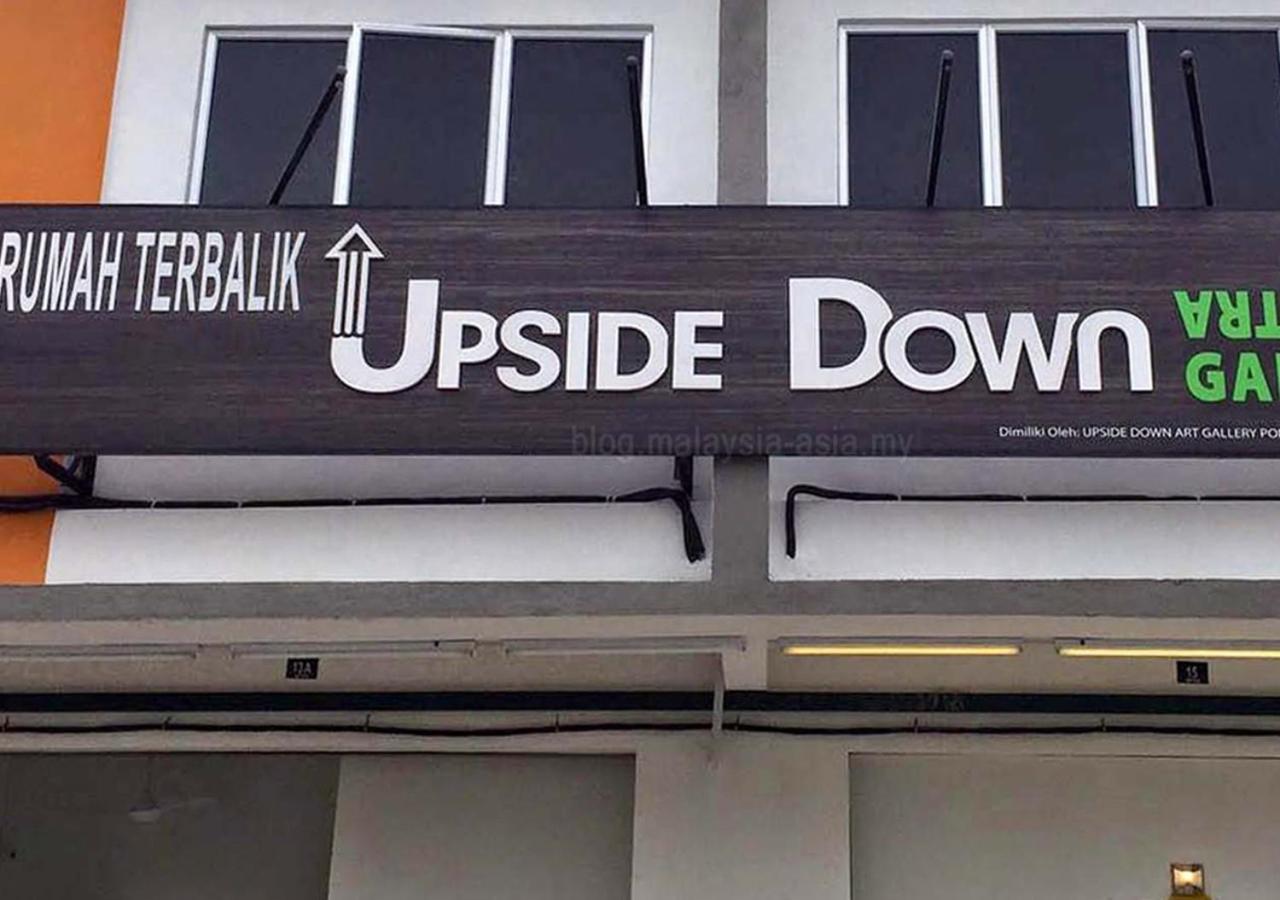 RUMAH TERBALIK
UPSIDE DOWN
GA
Dimiliki Oleh: UPSIDE DOWN ART GALLERY
blog.malaysia-asia.my
13A
15